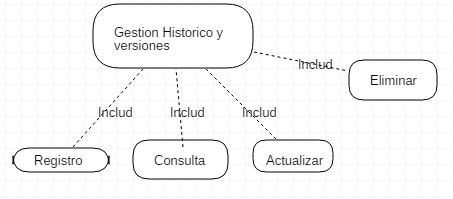 Gestion Historico y
versiones
Includ
Eliminar
Includ
Includ
Includ
Registro
Consulta
Actualizar